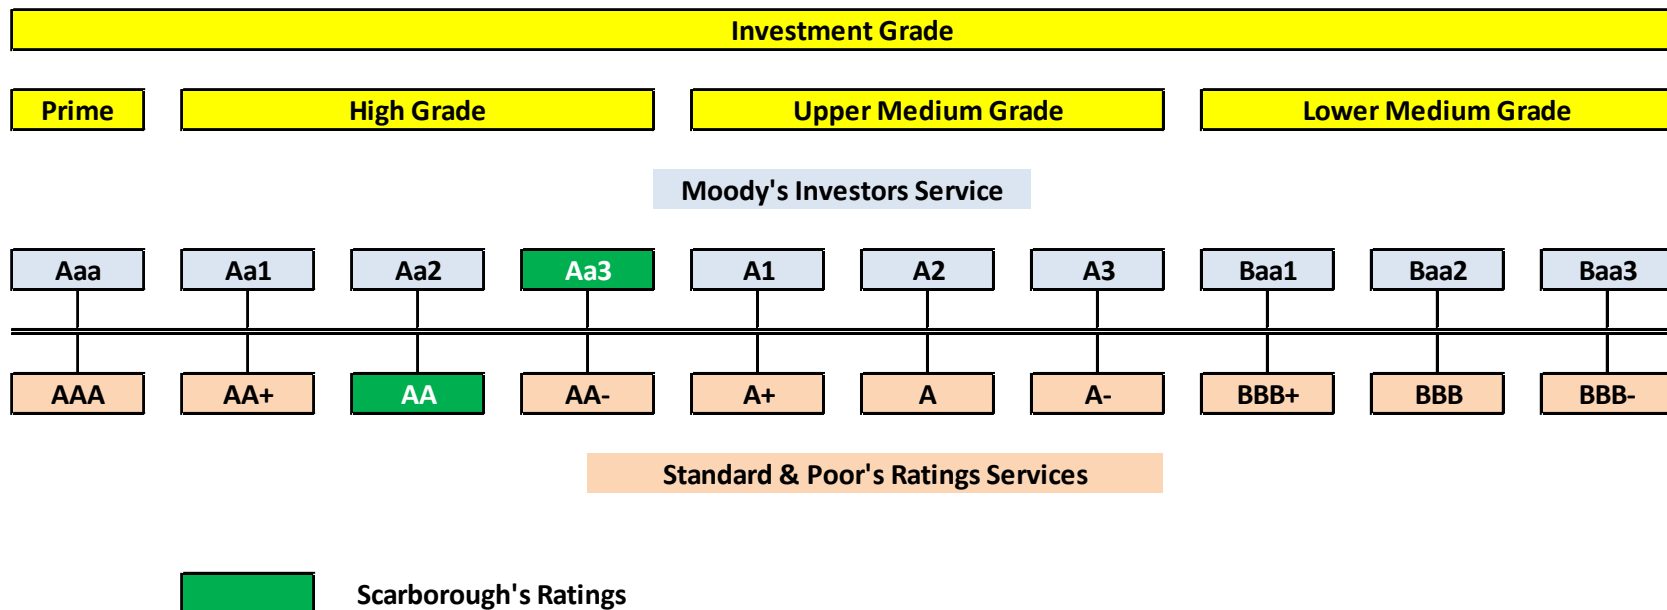 Investment Grade
Prime High Grade Upper Medium Grade Lower Medium Grade
Moody's Investors Service
Aaa Aa1 Aa2 Aa3 A1 A2 A3 Baa1 Baa2 Baa3
AAA AA+ AA AA- A+ A A- BBB+ BBB BBB-
Standard & Poor's Ratings Services
Scarborough's Ratings